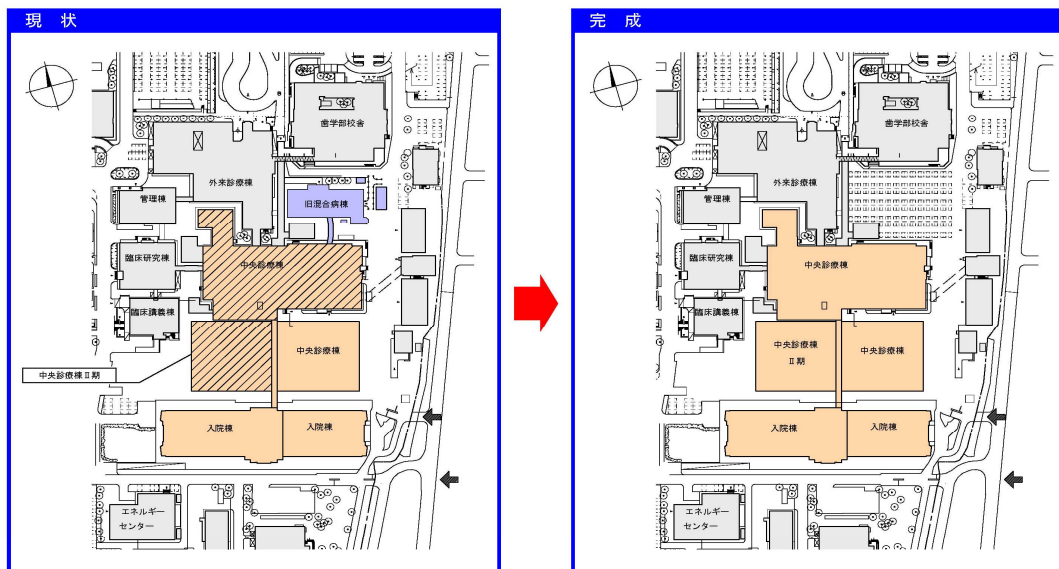 現 状
歯学部校舎
外来診療棟
管理棟
旧混合病棟
臨床研究棟
中央診療棟
臨床講義棟
中央診療棟
中央診療棟Ⅱ期
入院棟
入院棟
エネルギー
センター
完 成
歯学部校舎
外来診療棟
管理棟
臨床研究棟
中央診療棟
臨床講義棟
中央診療棟
Ⅱ期
中央診療棟
入院棟
入院棟
エネルギー
センター